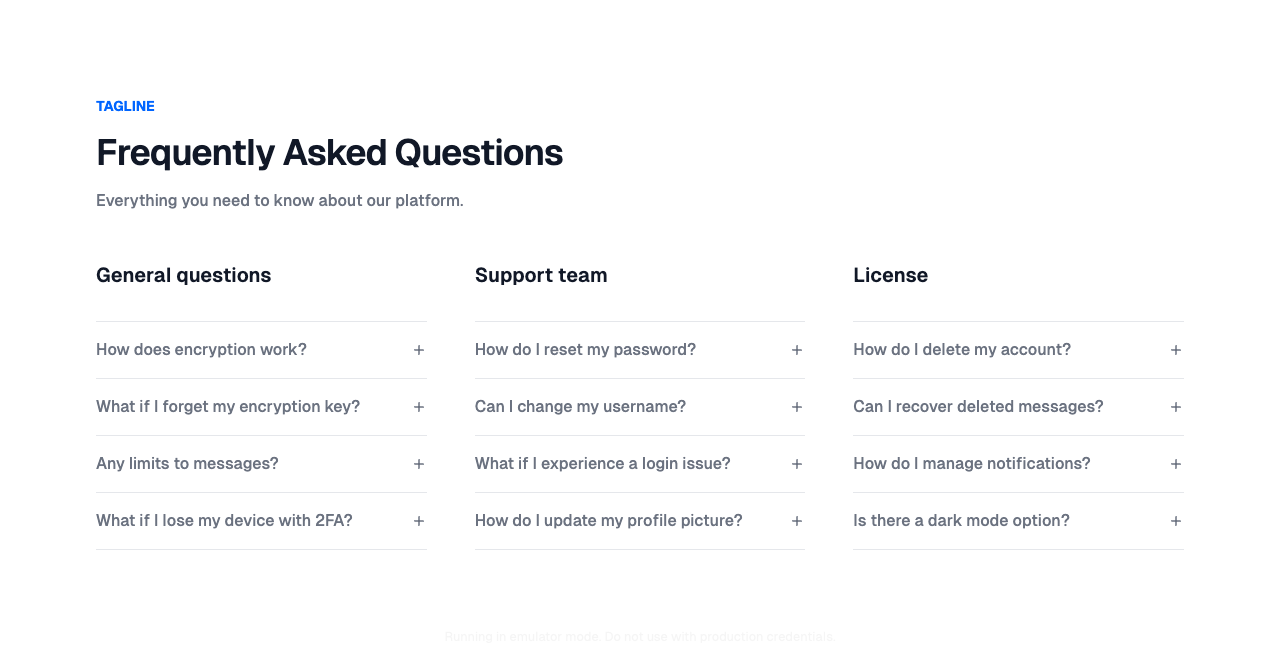 TAGLINE
Frequently Asked Questions
Everything you need to know about our platform.
General questions
How does encryption work?
What if I forget my encryption key?
Any limits to messages?
What if I lose my device with 2FA?
Support team
How do I reset my password?
Can I change my username?
What if I experience a login issue?
How do I update my profile picture?
License
How do I delete my account?
Can I recover deleted messages?
How do I manage notifications?
Is there a dark mode option?
Running in emulator mode. Do not use with production credentials.